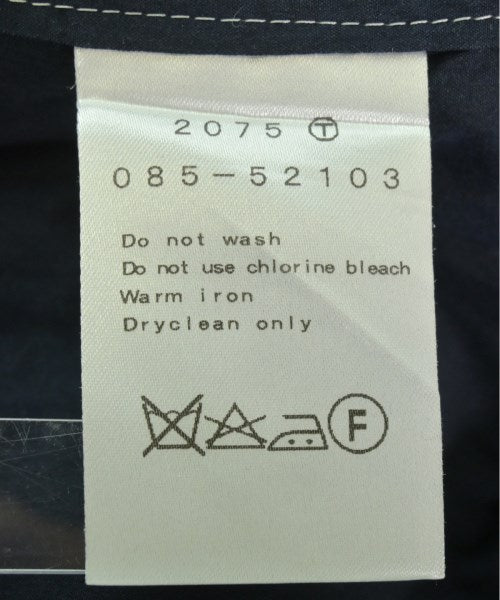 2075 Ⓣ
085-52103
Do not wash
Do not use chlorine bleach
Warm iron
Dryclean only
F